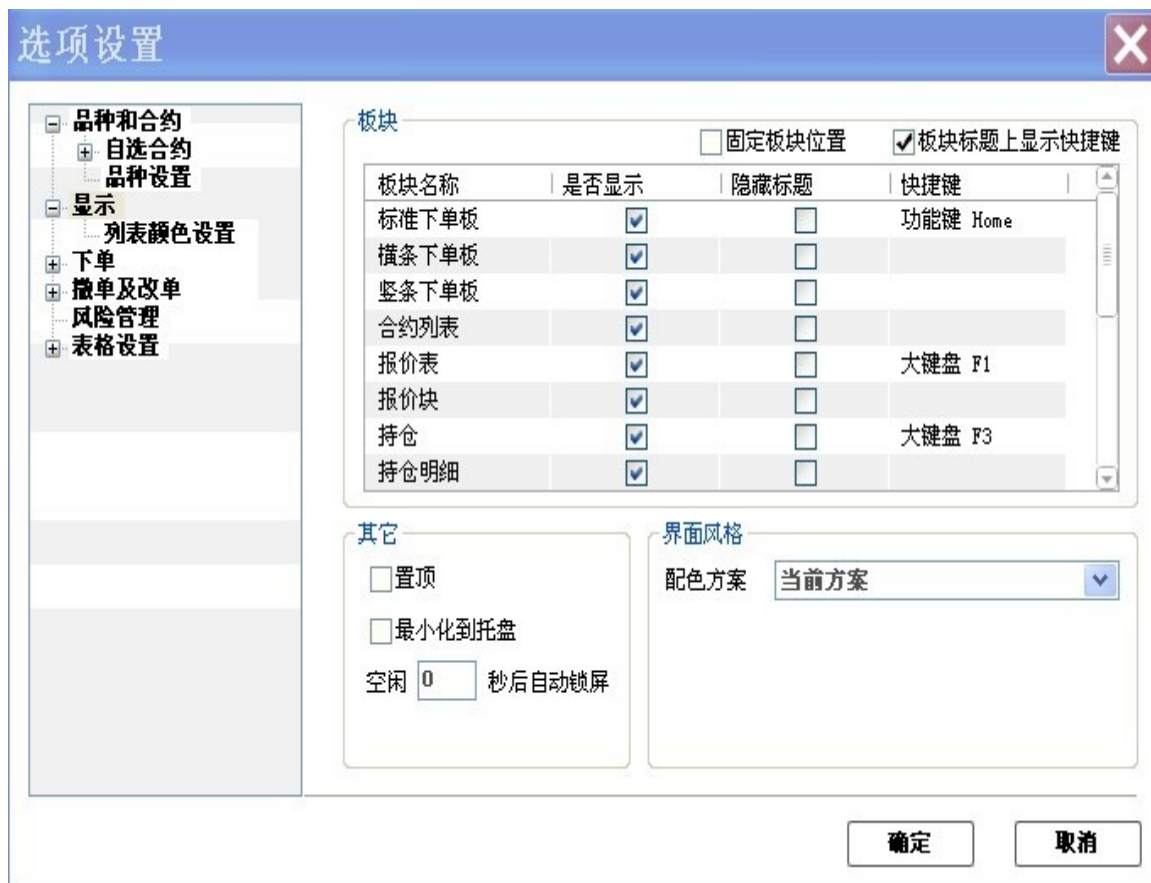 选项设置
品种和合约
自选合约
品种设置
显示
列表颜色设置
下单
撤单及改单
风险管理
表格设置
板块
固定板块位置 板块标题上显示快捷键
板块名称 是否显示 隐藏标题 快捷键
标准下单板 功能键 Home
横条下单板
竖条下单板
合约列表
报价表 大键盘 F1
报价块
持仓 大键盘 F3
持仓明细
其它
置顶
最小化到托盘
空闲 0 秒后自动锁屏
界面风格
配色方案 当前方案
确定 取消